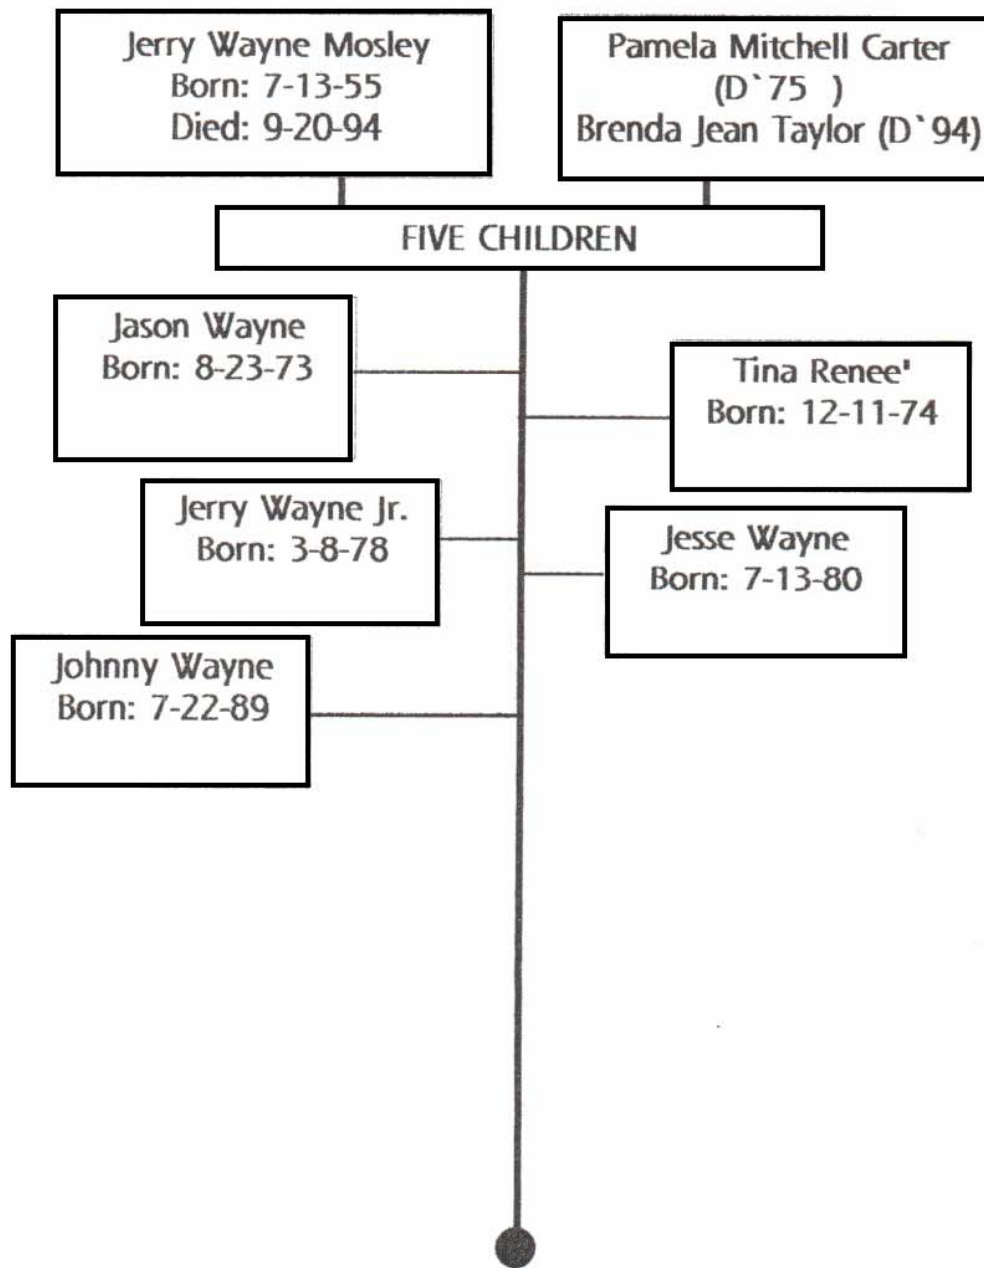 Jerry Wayne Mosley
Born: 7-13-55
Died: 9-20-94
Pamela Mitchell Carter
(D`75 )
Brenda Jean Taylor (D`94)
FIVE CHILDREN
Jason Wayne
Born: 8-23-73
Tina Renee'
Born: 12-11-74
Jerry Wayne Jr.
Born: 3-8-78
Jesse Wayne
Born: 7-13-80
Johnny Wayne
Born: 7-22-89